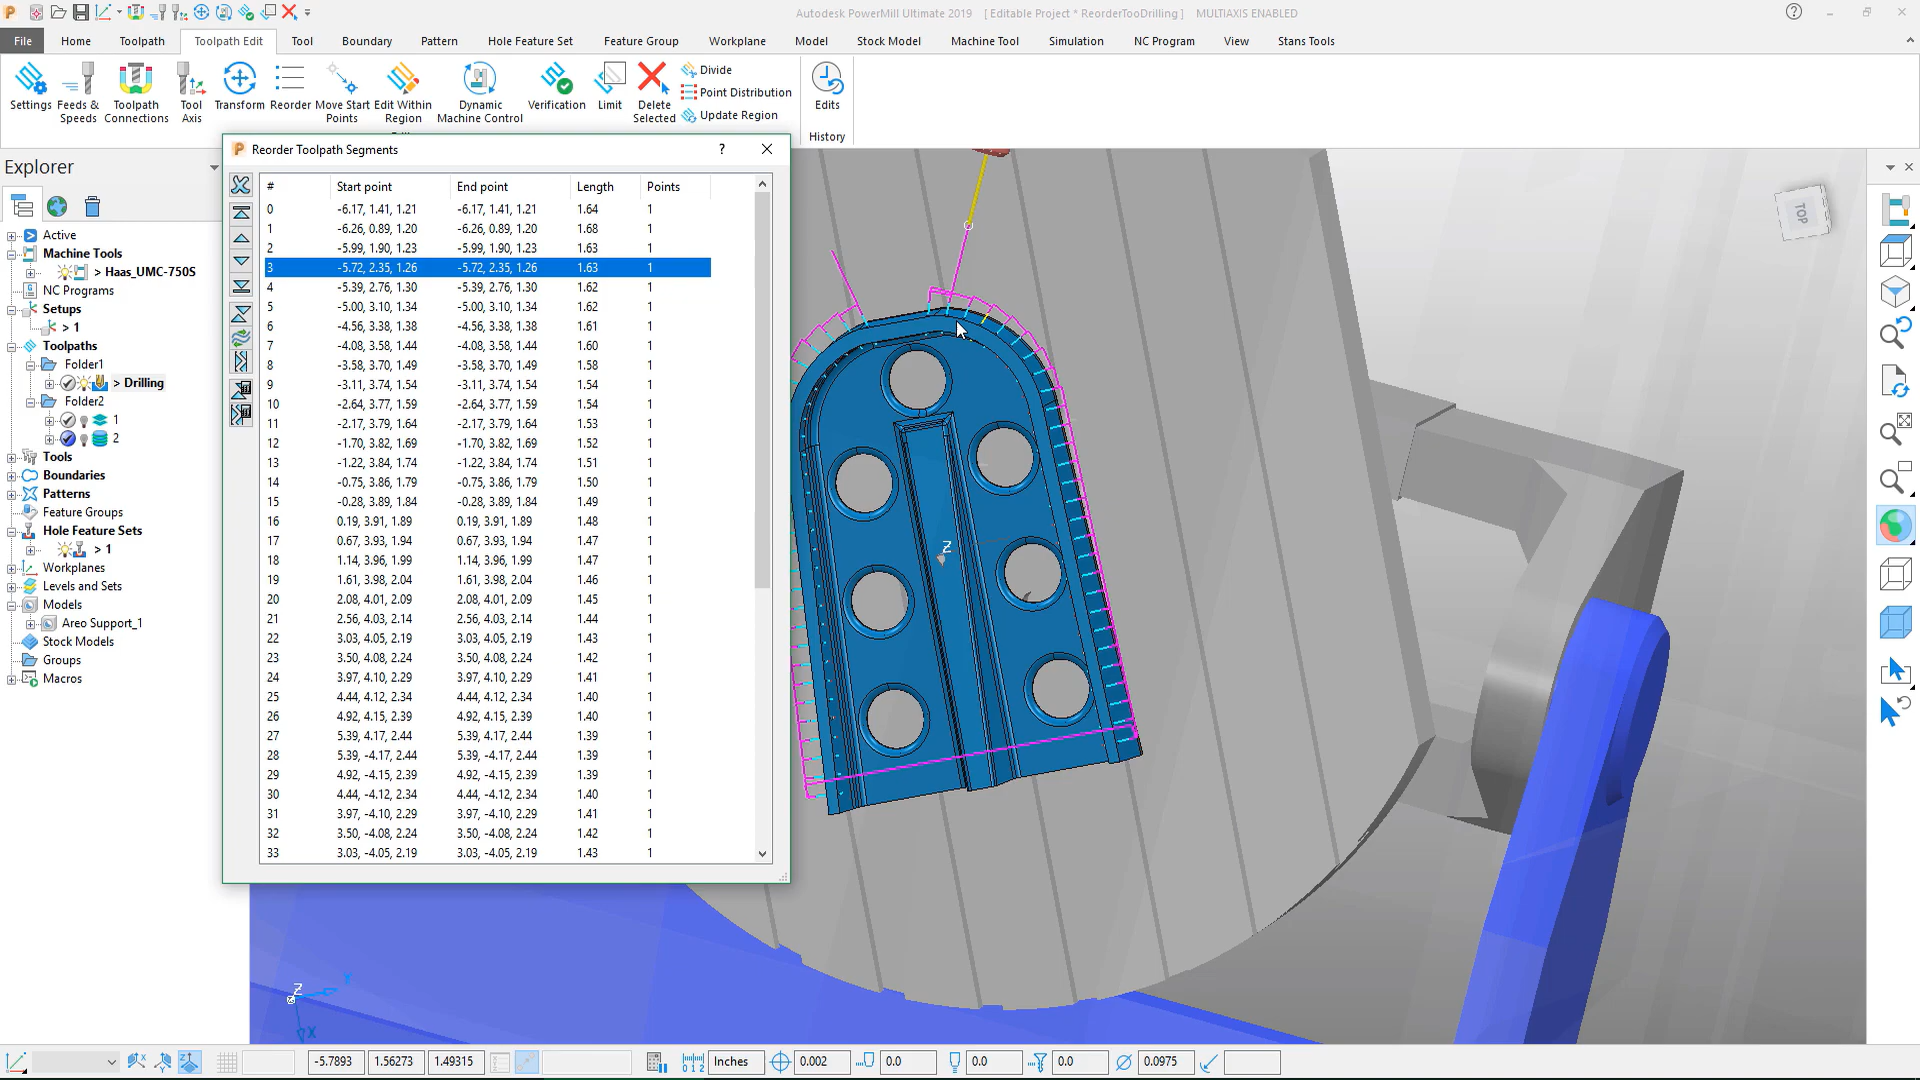 Autodesk PowerMill Ultimate 2019 [ Editable Project * ReorderTooDrilling ] MULTIAXIS ENABLED
File Home Toolpath Toolpath Edit Tool Boundary Pattern Hole Feature Set Feature Group Workplane Model Stock Model Machine Tool Simulation NC Program View Stans Tools
Settings
Feeds & Speeds
Toolpath Connections
Tool Axis
Transform
Reorder
Move Start Points
Edit Within Region
Dynamic Machine Control
Verification
Limit
Delete Selected
Divide
Point Distribution
Update Region
Edits
History
Explorer
Active
Machine Tools
> Haas_UMC-750S
NC Programs
Setups
> 1
Toolpaths
Folder1
> Drilling
Folder2
1
2
Tools
Boundaries
Patterns
Feature Groups
Hole Feature Sets
> 1
Workplanes
Levels and Sets
Models
Areo Support_1
Stock Models
Groups
Macros
Reorder Toolpath Segments ?
# Start point End point Length Points
0 -6.17, 1.41, 1.21 -6.17, 1.41, 1.21 1.64 1
1 -6.26, 0.89, 1.20 -6.26, 0.89, 1.20 1.68 1
2 -5.99, 1.90, 1.23 -5.99, 1.90, 1.23 1.63 1
3 -5.72, 2.35, 1.26 -5.72, 2.35, 1.26 1.63 1
4 -5.39, 2.76, 1.30 -5.39, 2.76, 1.30 1.62 1
5 -5.00, 3.10, 1.34 -5.00, 3.10, 1.34 1.62 1
6 -4.56, 3.38, 1.38 -4.56, 3.38, 1.38 1.61 1
7 -4.08, 3.58, 1.44 -4.08, 3.58, 1.44 1.60 1
8 -3.58, 3.70, 1.49 -3.58, 3.70, 1.49 1.57 1
9 -3.11, 3.74, 1.54 -3.11, 3.74, 1.54 1.54 1
10 -2.64, 3.77, 1.59 -2.64, 3.77, 1.59 1.54 1
11 -2.17, 3.79, 1.64 -2.17, 3.79, 1.64 1.53 1
12 -1.70, 3.82, 1.69 -1.70, 3.82, 1.69 1.52 1
13 -1.22, 3.84, 1.74 -1.22, 3.84, 1.74 1.51 1
14 -0.75, 3.86, 1.79 -0.75, 3.86, 1.79 1.50 1
15 -0.28, 3.89, 1.84 -0.28, 3.89, 1.84 1.49 1
16 0.19, 3.91, 1.89 0.19, 3.91, 1.89 1.48 1
17 0.67, 3.93, 1.94 0.67, 3.93, 1.94 1.47 1
18 1.14, 3.96, 1.99 1.14, 3.96, 1.99 1.47 1
19 1.61, 3.98, 2.04 1.61, 3.98, 2.04 1.46 1
20 2.08, 4.01, 2.09 2.08, 4.01, 2.09 1.45 1
21 2.56, 4.03, 2.14 2.56, 4.03, 2.14 1.44 1
22 3.03, 4.05, 2.19 3.03, 4.05, 2.19 1.43 1
23 3.50, 4.08, 2.24 3.50, 4.08, 2.24 1.42 1
24 3.97, 4.10, 2.29 3.97, 4.10, 2.29 1.41 1
25 4.44, 4.12, 2.34 4.44, 4.12, 2.34 1.40 1
26 4.92, 4.15, 2.39 4.92, 4.15, 2.39 1.40 1
27 5.39, 4.17, 2.44 5.39, 4.17, 2.44 1.39 1
28 5.39, -4.17, 2.44 5.39, -4.17, 2.44 1.39 1
29 4.92, -4.15, 2.39 4.92, -4.15, 2.39 1.39 1
30 4.44, -4.12, 2.34 4.44, -4.12, 2.34 1.40 1
31 3.97, -4.10, 2.29 3.97, -4.10, 2.29 1.41 1
32 3.50, -4.08, 2.24 3.50, -4.08, 2.24 1.42 1
33 3.03, -4.05, 2.19 3.03, -4.05, 2.19 1.43 1
TOP
Z
Z
Y
X
-5.7893 1.56273 1.49315 Inches 0.002 0.0 0.0 0.0 0.0975